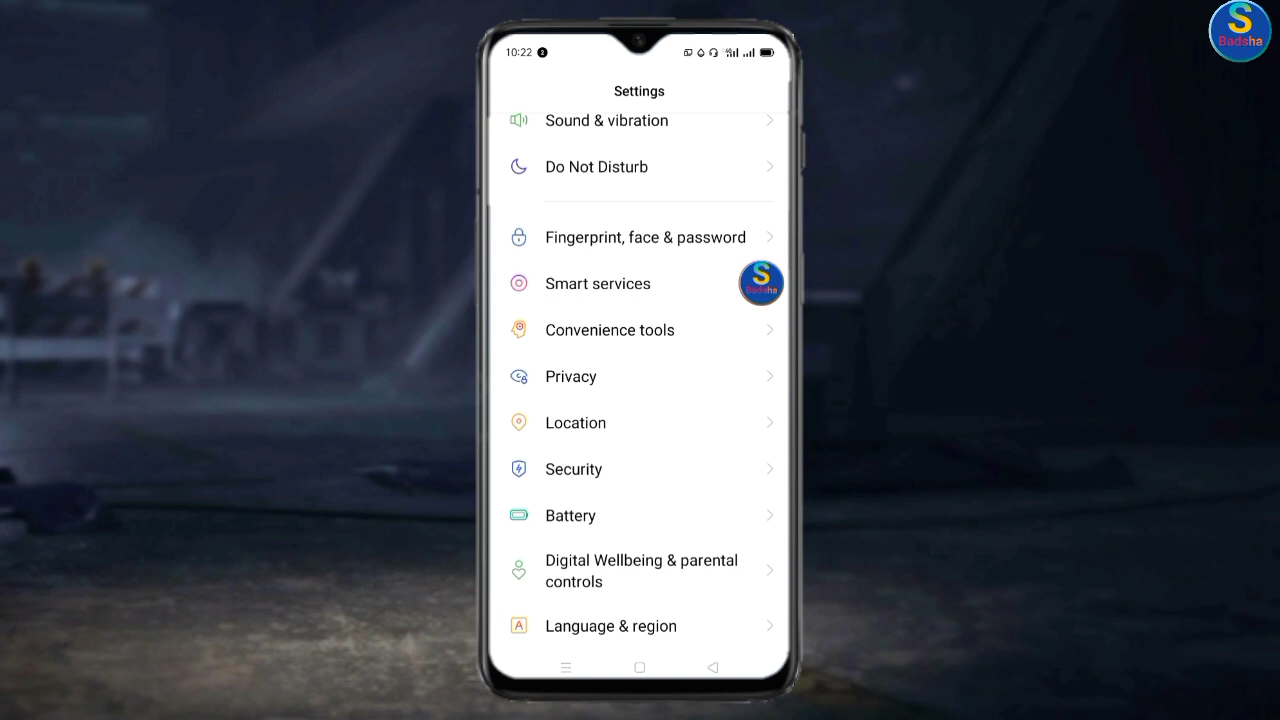 S
Badsha
10:22 2
Settings
Sound & vibration
Do Not Disturb
Fingerprint, face & password
Smart services
S
Badsha
Convenience tools
Privacy
Location
Security
Battery
Digital Wellbeing & parental
controls
A
Language & region